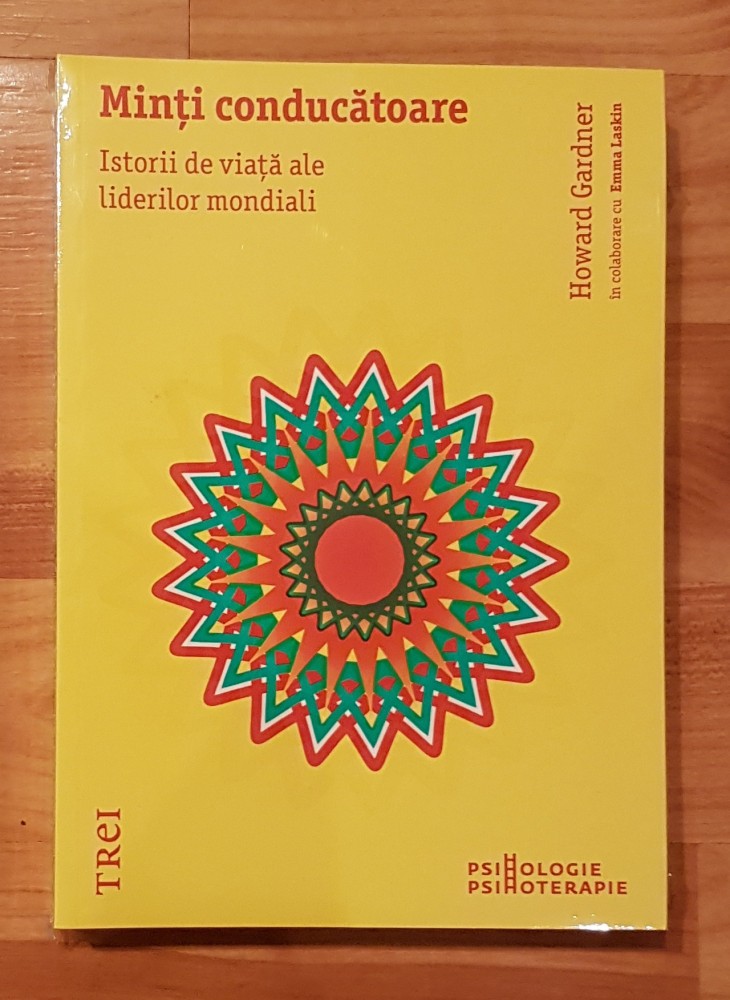 Minți conducătoare
Istorii de viață ale
liderilor mondiali
Howard Gardner
în colaborare cu Emma Laskin
TREI
PSIHOLOGIE
PSIHOTERAPIE